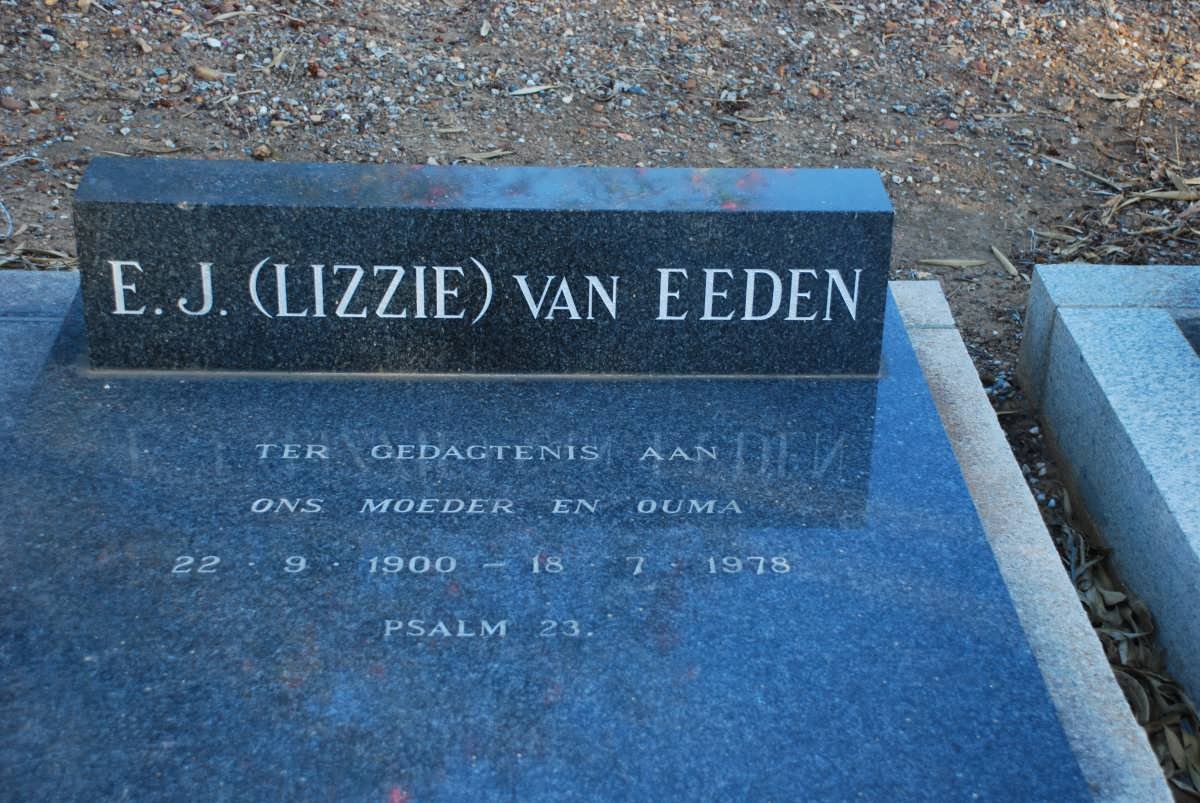 E. J. (LIZZIE) VAN EEDEN
TER GEDAGTENIS AAN
ONS MOEDER EN OUMA
22 · 9 · 1900 – 18 · 7 · 1978
PSALM 23.